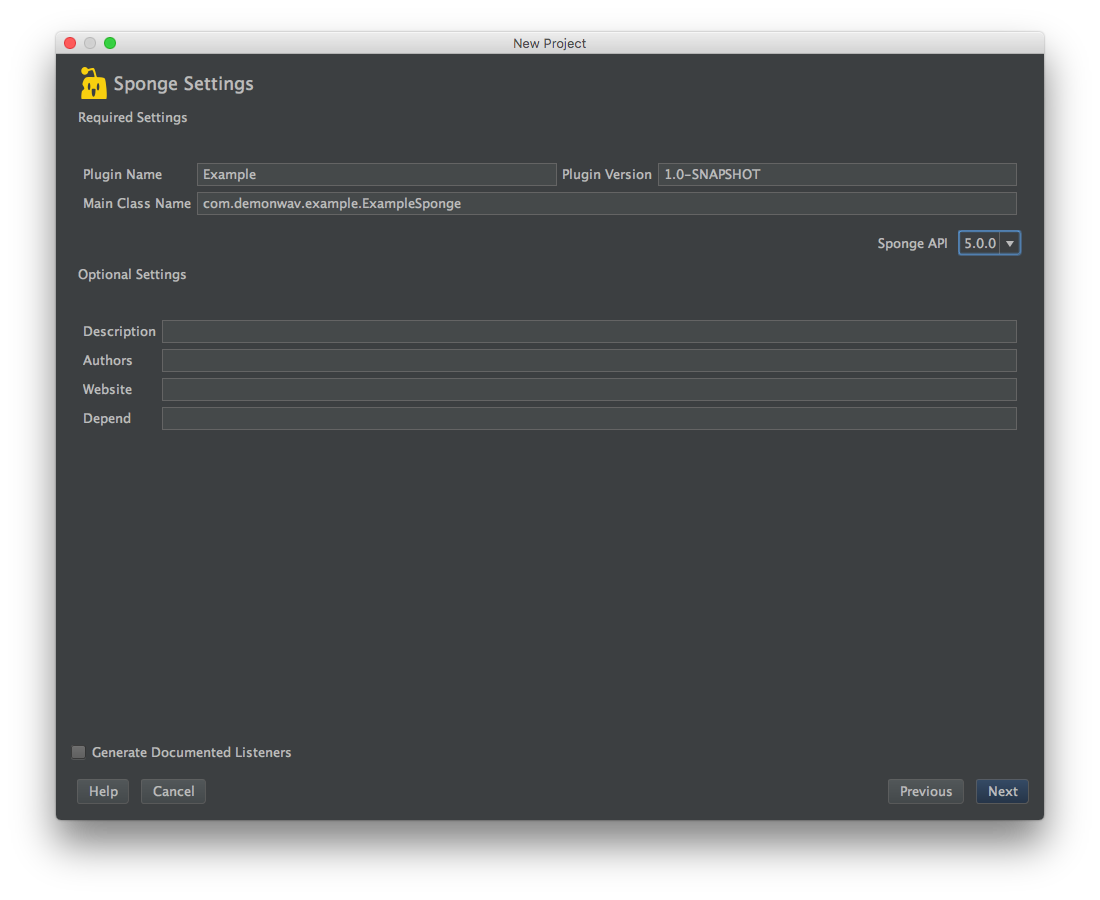 New Project
Sponge Settings
Required Settings
Plugin Name Example Plugin Version 1.0-SNAPSHOT
Main Class Name com.demonwav.example.ExampleSponge
Sponge API 5.0.0
Optional Settings
Description
Authors
Website
Depend
Generate Documented Listeners
Help Cancel Previous Next